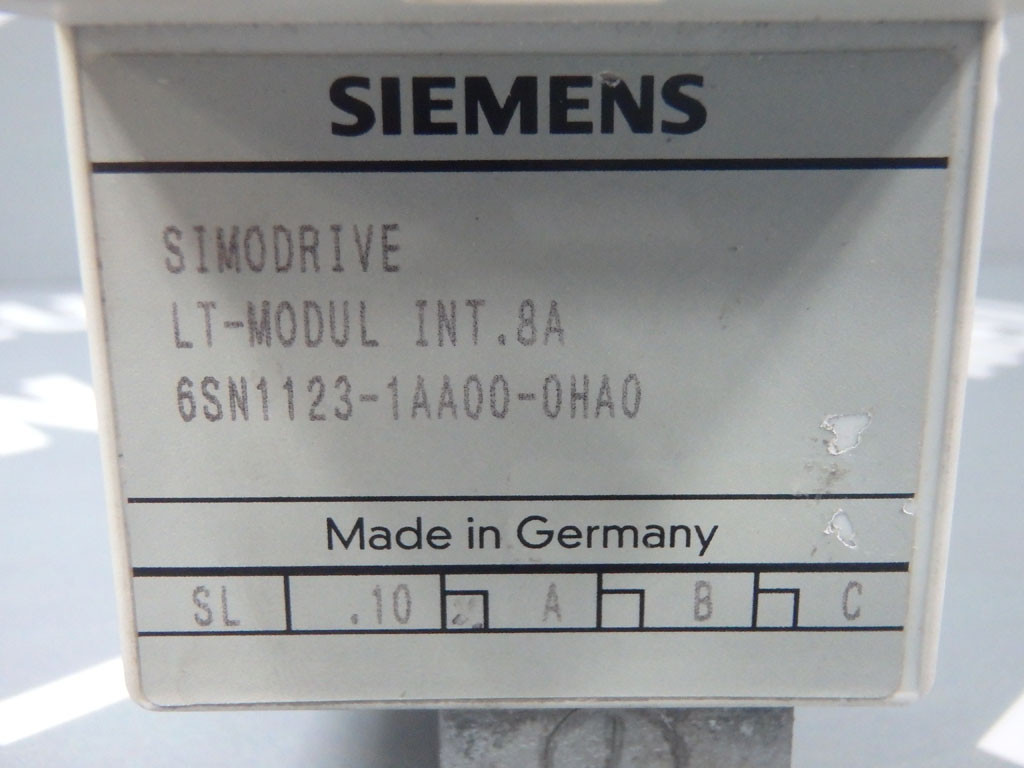 SIEMENS
SIMODRIVE
LT-MODUL INT.8A
6SN1123-1AA00-0HA0
Made in Germany
SL .10 A B C